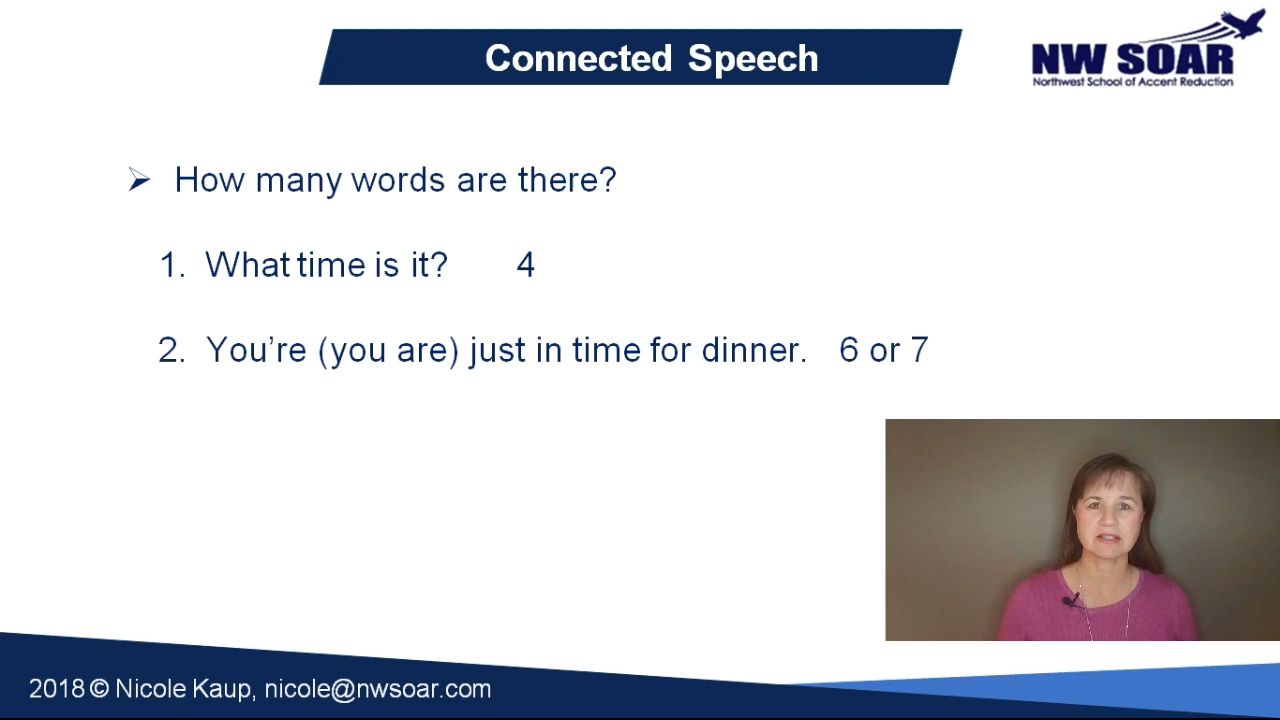 Connected Speech
NW SOAR
Northwest School of Accent Reduction
➢ How many words are there?
1. What time is it? 4
2. You're (you are) just in time for dinner. 6 or 7
2018 © Nicole Kaup, nicole@nwsoar.com